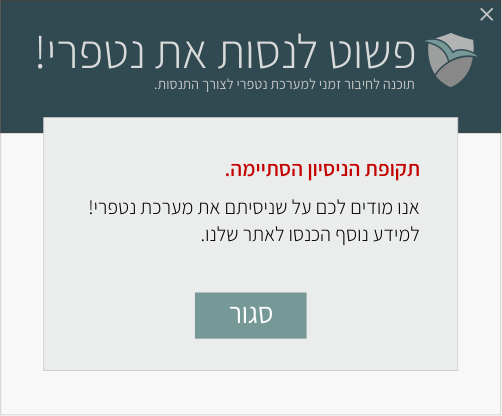 פשוט לנסות את נטפרי!
תוכנה לחיבור זמני למערכת נטפרי לצורך התנסות.
תקופת הניסיון הסתיימה.
אנו מודים לכם על שניסיתם את מערכת נטפרי!
למידע נוסף הכנסו לאתר שלנו.
סגור